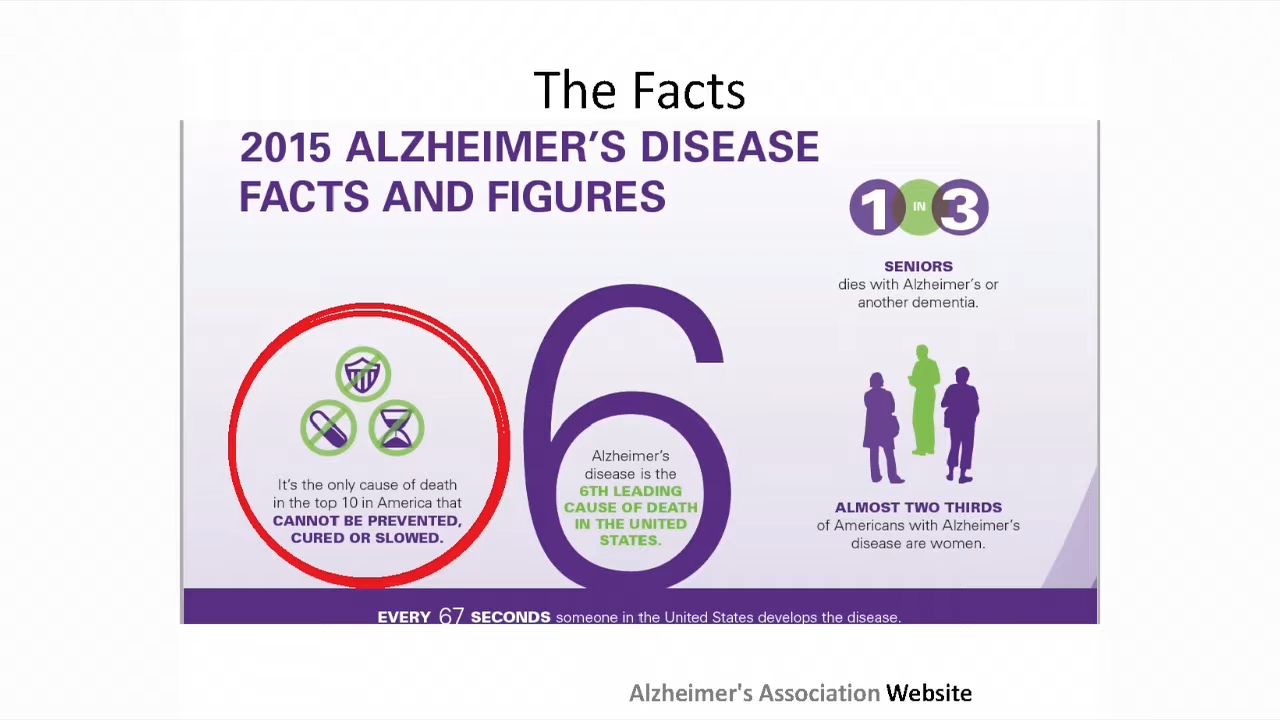 The Facts
2015 ALZHEIMER'S DISEASE
FACTS AND FIGURES
1 IN 3
SENIORS
dies with Alzheimer's or
another dementia.
It's the only cause of death
in the top 10 in America that
CANNOT BE PREVENTED,
CURED OR SLOWED.
6
Alzheimer's
disease is the
6TH LEADING
CAUSE OF DEATH
IN THE UNITED
STATES.
ALMOST TWO THIRDS
of Americans with Alzheimer's
disease are women.
EVERY 67 SECONDS someone in the United States develops the disease.
Alzheimer's Association Website